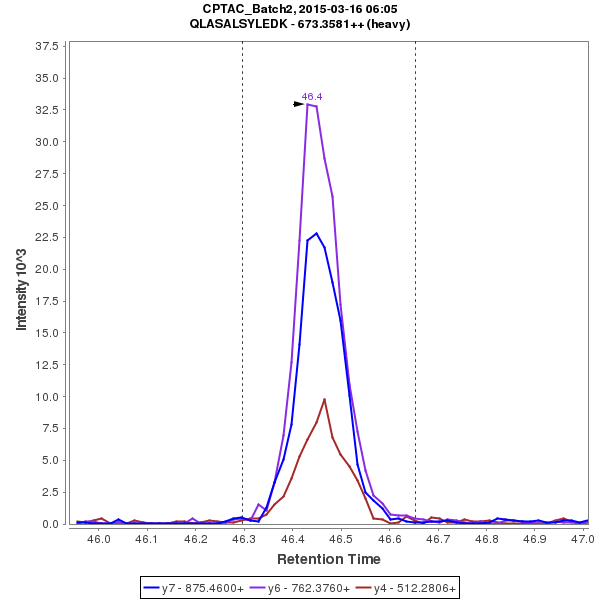 CPTAC_Batch2, 2015-03-16 06:05
QLASALSYLEDK - 673.3581++ (heavy)
37.5
35.0
32.5
30.0
27.5
25.0
22.5
20.0
17.5
15.0
12.5
10.0
7.5
5.0
2.5
0.0
Intensity 10^3
46.4
46.0 46.1 46.2 46.3 46.4 46.5 46.6 46.7 46.8 46.9 47.0
Retention Time
y7 - 875.4600+ y6 - 762.3760+ y4 - 512.2806+